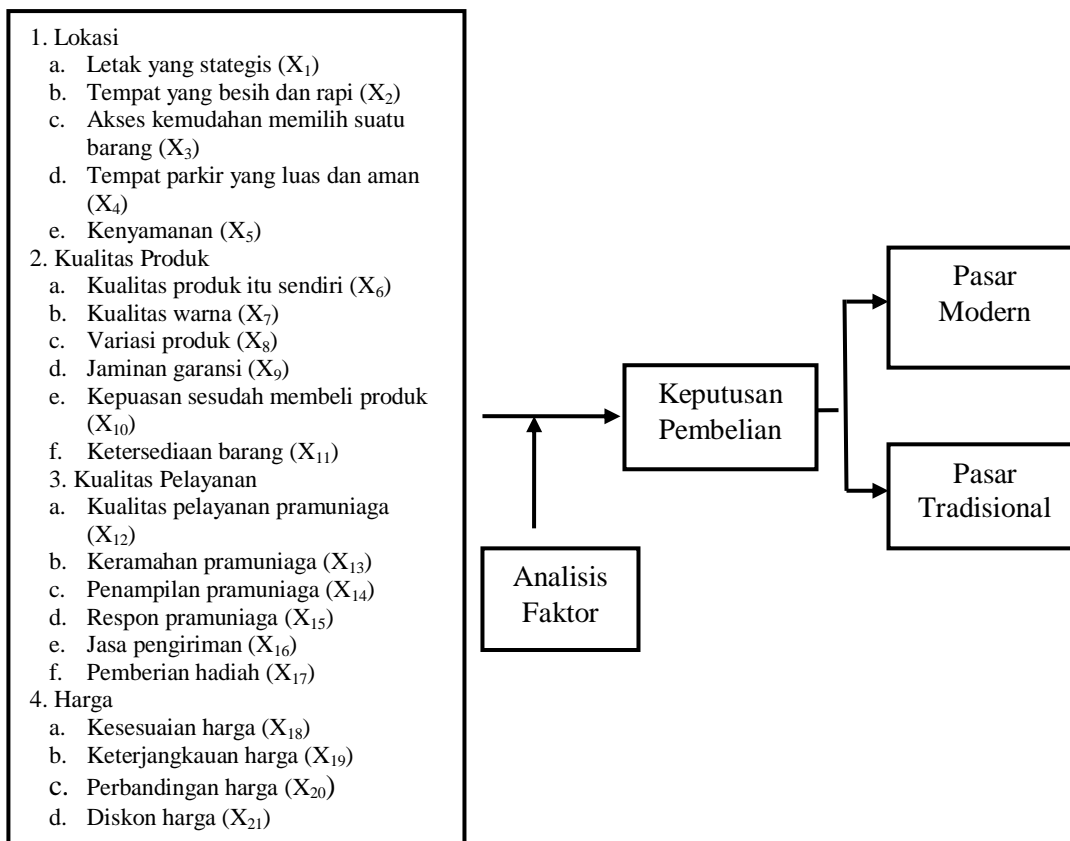 1. Lokasi
a. Letak yang stategis (X₁)
b. Tempat yang besih dan rapi (X₂)
c. Akses kemudahan memilih suatu
barang (X₃)
d. Tempat parkir yang luas dan aman
(X₄)
e. Kenyamanan (X₅)
2. Kualitas Produk
a. Kualitas produk itu sendiri (X₆)
b. Kualitas warna (X₇)
c. Variasi produk (X₈)
d. Jaminan garansi (X₉)
e. Kepuasan sesudah membeli produk
(X₁₀)
f. Ketersediaan barang (X₁₁)
3. Kualitas Pelayanan
a. Kualitas pelayanan pramuniaga
(X₁₂)
b. Keramahan pramuniaga (X₁₃)
c. Penampilan pramuniaga (X₁₄)
d. Respon pramuniaga (X₁₅)
e. Jasa pengiriman (X₁₆)
f. Pemberian hadiah (X₁₇)
4. Harga
a. Kesesuaian harga (X₁₈)
b. Keterjangkauan harga (X₁₉)
c. Perbandingan harga (X₂₀)
d. Diskon harga (X₂₁)
Analisis
Faktor
Keputusan
Pembelian
Pasar
Modern
Pasar
Tradisional